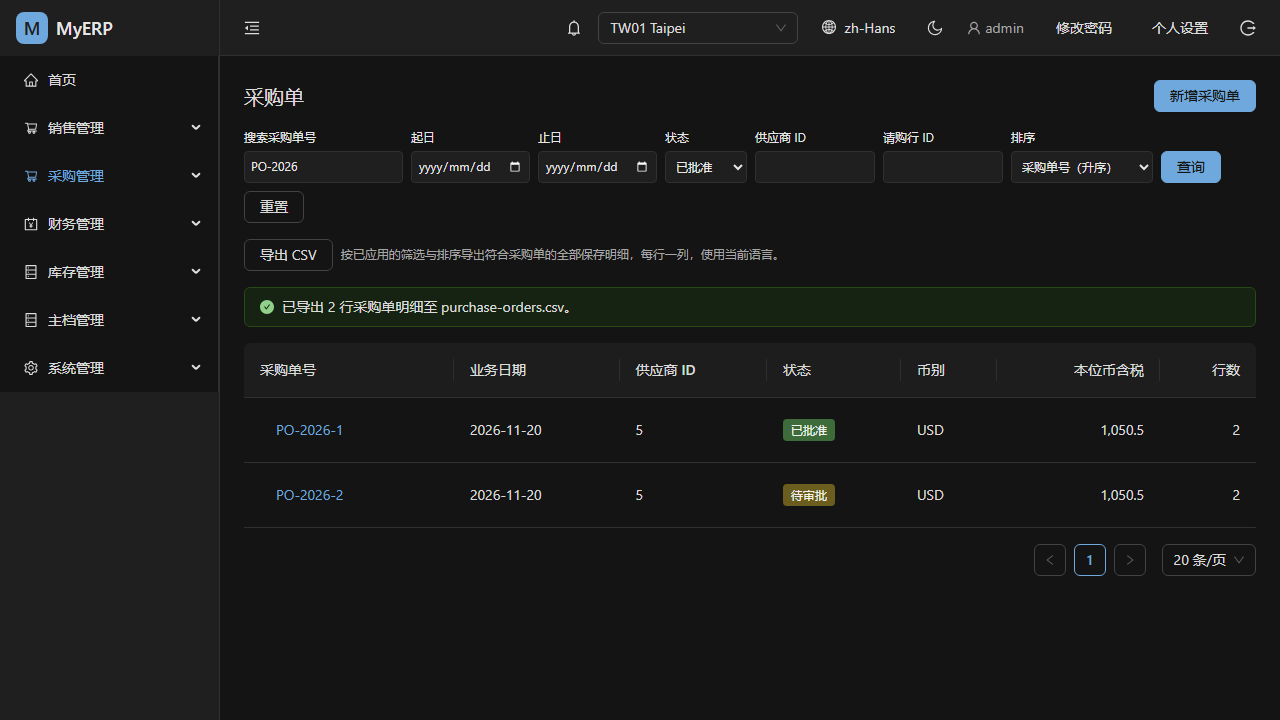 M MyERP
TW01 Taipei
zh-Hans
admin
修改密码
个人设置
首页
销售管理
采购管理
财务管理
库存管理
主档管理
系统管理
采购单
新增采购单
搜索采购单号
起日
止日
状态
供应商 ID
请购行 ID
排序
PO-2026
yyyy/mm/dd
yyyy/mm/dd
已批准
采购单号（升序）
查询
重置
导出 CSV
按已应用的筛选与排序导出符合采购单的全部保存明细，每行一列，使用当前语言。
已导出 2 行采购单明细至 purchase-orders.csv。
采购单号 业务日期 供应商 ID 状态 币别 本位币含税 行数
PO-2026-1 2026-11-20 5 已批准 USD 1,050.5 2
PO-2026-2 2026-11-20 5 待审批 USD 1,050.5 2
1
20 条/页